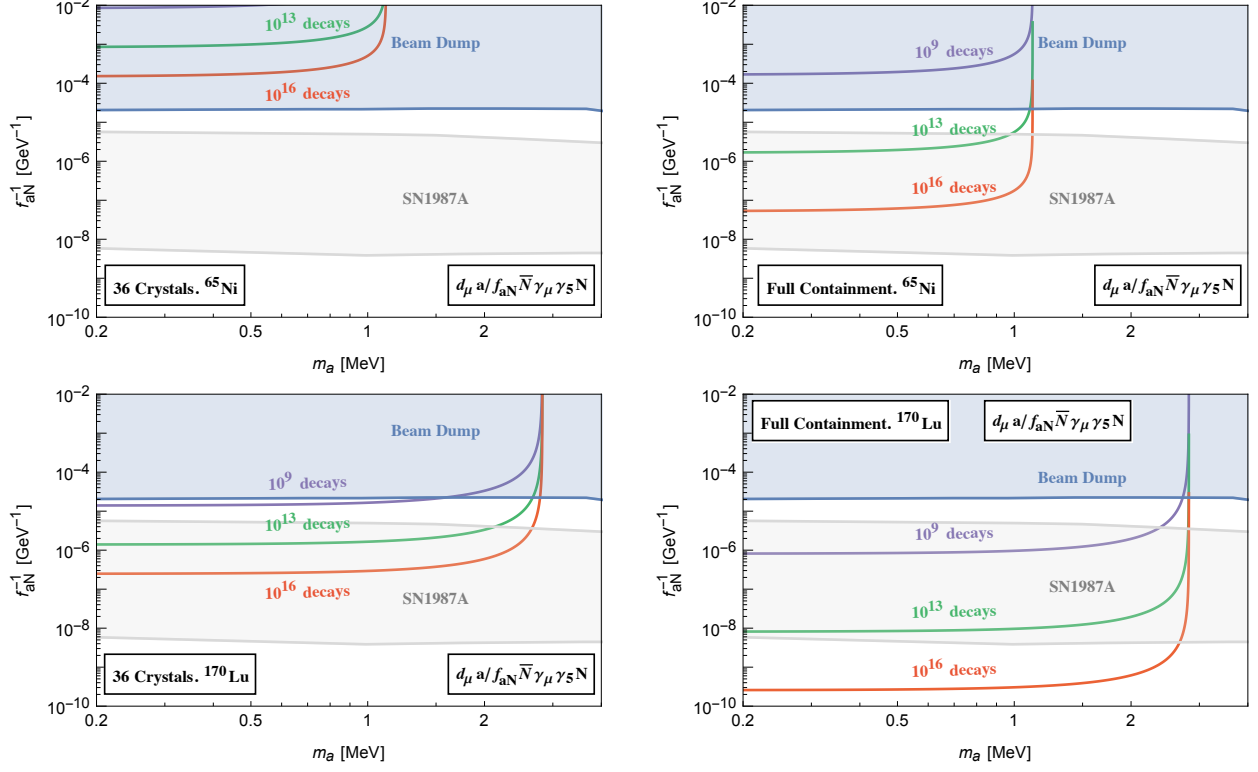 10^-2
10^-4
10^-6
10^-8
10^-10
f_aN^-1 [GeV^-1]
10^13 decays
Beam Dump
10^16 decays
SN1987A
36 Crystals. ^65Ni
d_μ a/f_aN N̅ γ_μ γ_5 N
0.2 0.5 1 2
m_a [MeV]
10^-2
10^-4
10^-6
10^-8
10^-10
f_aN^-1 [GeV^-1]
10^9 decays
Beam Dump
10^13 decays
10^16 decays
SN1987A
Full Containment. ^65Ni
d_μ a/f_aN N̅ γ_μ γ_5 N
0.2 0.5 1 2
m_a [MeV]
10^-2
10^-4
10^-6
10^-8
10^-10
f_aN^-1 [GeV^-1]
Beam Dump
10^9 decays
10^13 decays
10^16 decays
SN1987A
36 Crystals. ^170Lu
d_μ a/f_aN N̅ γ_μ γ_5 N
0.2 0.5 1 2
m_a [MeV]
10^-2
10^-4
10^-6
10^-8
10^-10
f_aN^-1 [GeV^-1]
Full Containment. ^170Lu
d_μ a/f_aN N̅ γ_μ γ_5 N
Beam Dump
10^9 decays
SN1987A
10^13 decays
10^16 decays
0.2 0.5 1 2
m_a [MeV]